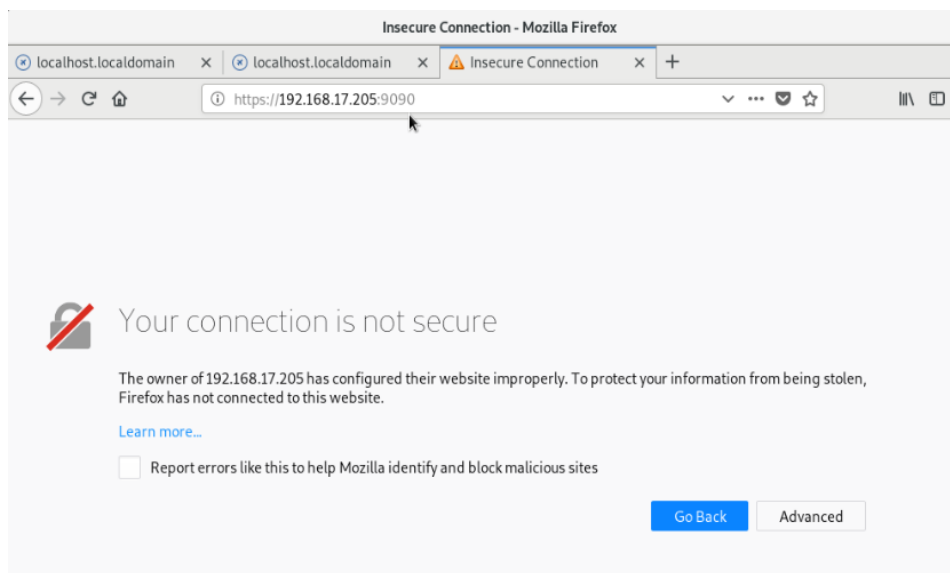 Insecure Connection - Mozilla Firefox
localhost.localdomain
localhost.localdomain
Insecure Connection
https://192.168.17.205:9090
Your connection is not secure
The owner of 192.168.17.205 has configured their website improperly. To protect your information from being stolen,
Firefox has not connected to this website.
Learn more...
Report errors like this to help Mozilla identify and block malicious sites
Go Back
Advanced